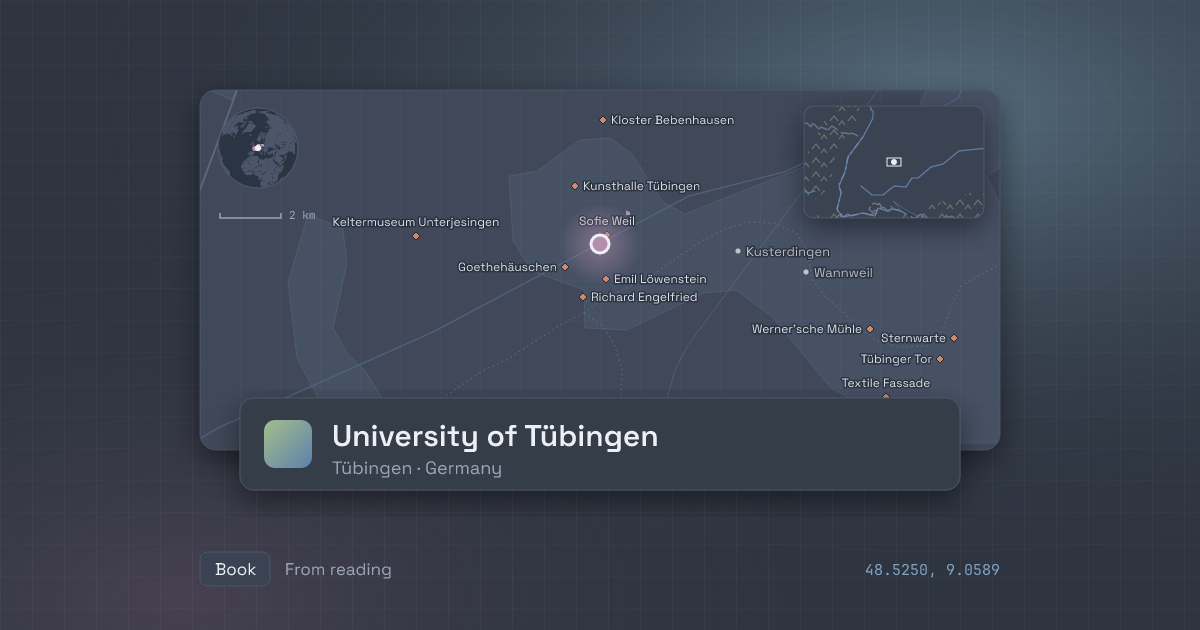 Kloster Bebenhausen
Kunsthalle Tübingen
2 km
Keltermuseum Unterjesingen
Sofie Weil
Kusterdingen
Goethehäuschen
Wannweil
Emil Löwenstein
Richard Engelfried
Werner'sche Mühle
Sternwarte
Tübinger Tor
Textile Fassade
University of Tübingen
Tübingen · Germany
Book
From reading
48.5250, 9.0589